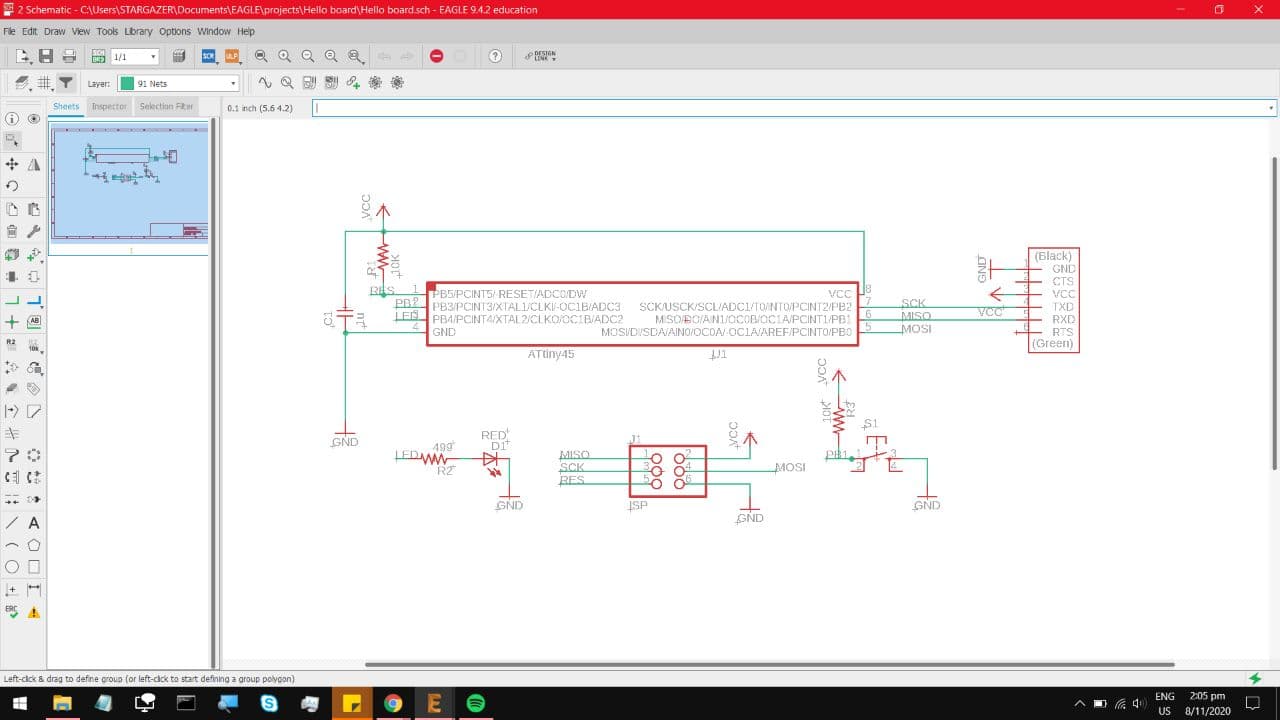 2 Schematic - C:\Users\STARGAZER\Documents\EAGLE\projects\Hello board\Hello board.sch - EAGLE 9.4.2 education
File Edit Draw View Tools Library Options Window Help
1/1 SCR ULP DESIGN LINK
Layer: 91 Nets
Sheets Inspector Selection Filter
0.1 inch (5.6 4.2)
1
VCC
R1
10K
RES 1
PB1 2
LED 3
4
C1
1u
GND
PB5/PCINT5/-RESET/ADC0/DW
PB3/PCINT3/XTAL1/CLKI/-OC1B/ADC3
PB4/PCINT4/XTAL2/CLKO/OC1B/ADC2
GND
VCC
SCK/USCK/SCL/ADC1/T0/INT0/PCINT2/PB2
MISO/DO/AIN1/OC0B/OC1A/PCINT1/PB1
MOSI/DI/SDA/AIN0/OC0A/-OC1A/AREF/PCINT0/PB0
ATtiny45
U1
8
7 SCK
6 MISO
5 MOSI
GND
VCC
(Black)
1 GND
2 CTS
3 VCC
4 TXD
5 RXD
6 RTS
(Green)
LED
499
R2
RED
D1
GND
J1
MISO 1 2
SCK 3 4 MOSI
RES 5 6
ISP
VCC
GND
VCC
10K
R3
S1
PB1 1 3
2 4
GND
R2
10k
ERC
Left-click & drag to define group (or left-click to start defining a group polygon)
ENG
US
2:05 pm
8/11/2020